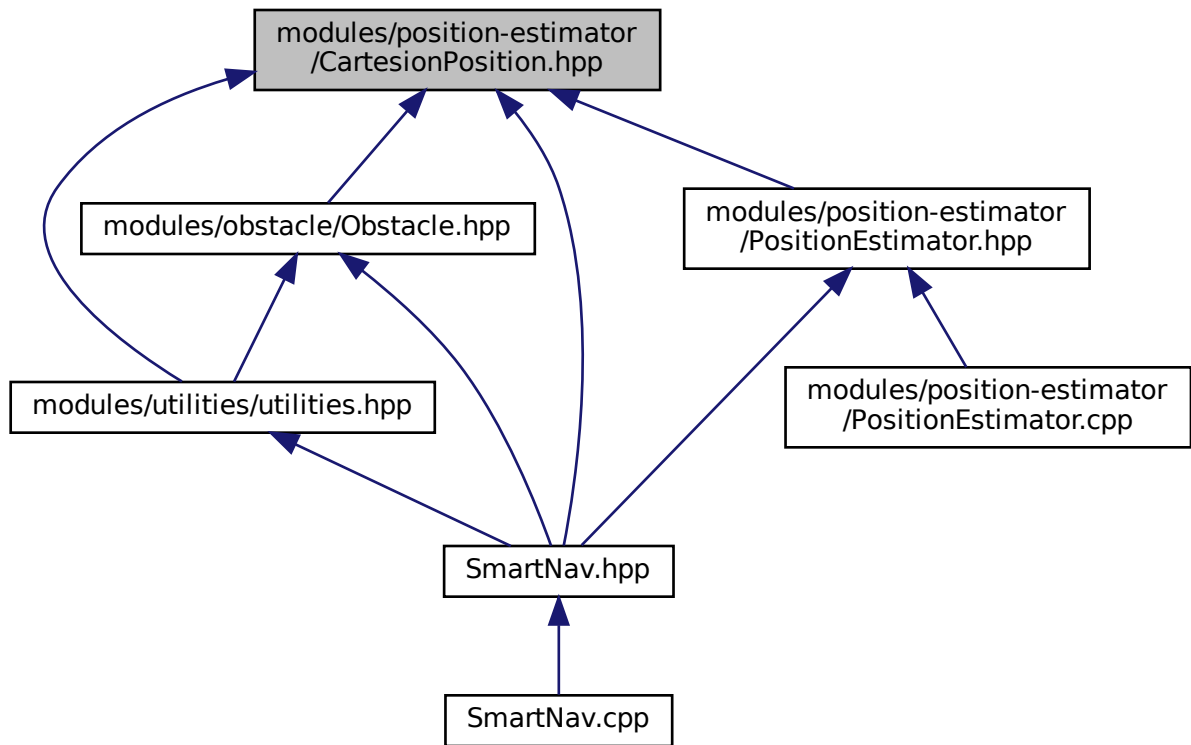 modules/position-estimator
/CartesionPosition.hpp
modules/obstacle/Obstacle.hpp
modules/position-estimator
/PositionEstimator.hpp
modules/utilities/utilities.hpp
modules/position-estimator
/PositionEstimator.cpp
SmartNav.hpp
SmartNav.cpp